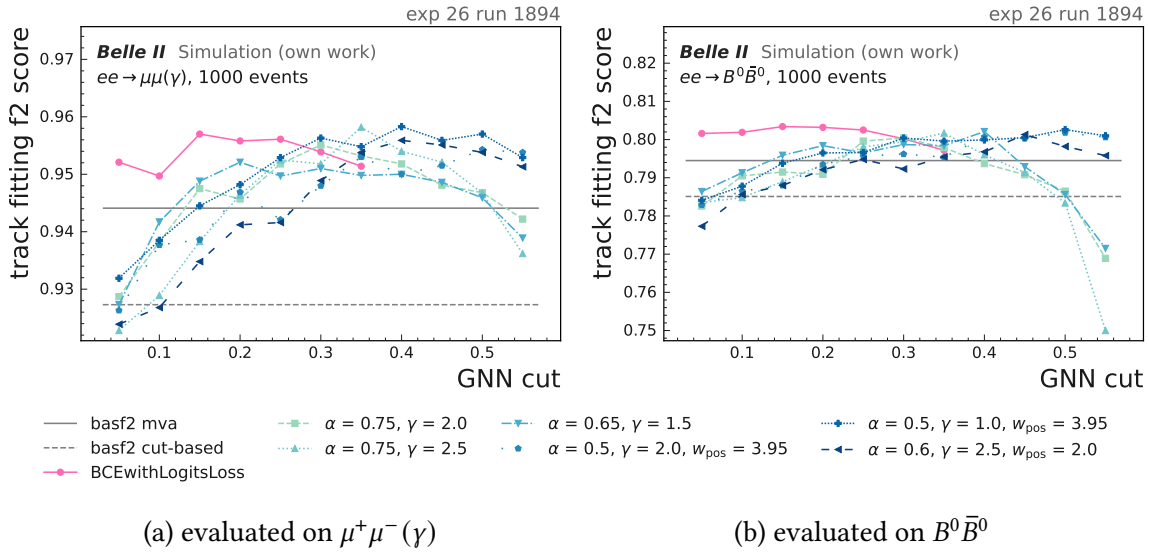 exp 26 run 1894
Belle II Simulation (own work)
ee → μμ(γ), 1000 events
track fitting f2 score
0.97
0.96
0.95
0.94
0.93
0.1 0.2 0.3 0.4 0.5
GNN cut
exp 26 run 1894
Belle II Simulation (own work)
ee → B⁰B̄⁰, 1000 events
track fitting f2 score
0.82
0.81
0.80
0.79
0.78
0.77
0.76
0.75
0.1 0.2 0.3 0.4 0.5
GNN cut
basf2 mva
basf2 cut-based
BCEwithLogitsLoss
α = 0.75, γ = 2.0
α = 0.75, γ = 2.5
α = 0.65, γ = 1.5
α = 0.5, γ = 2.0, w_pos = 3.95
α = 0.5, γ = 1.0, w_pos = 3.95
α = 0.6, γ = 2.5, w_pos = 2.0
(a) evaluated on μ⁺μ⁻(γ)
(b) evaluated on B⁰B̄⁰